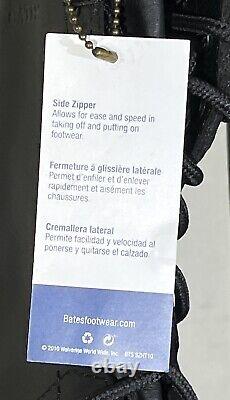 Side Zipper
Allows for ease and speed in
taking off and putting on
footwear.
Fermeture à glissière latérale
Permet d'enfiler et d'enlever
rapidement et aisément les
chaussures.
Cremallera lateral
Permite facilidad y velocidad al
ponerse y quitarse el calzado.
Batesfootwear.com
© 2010 Wolverine World Wide, Inc.